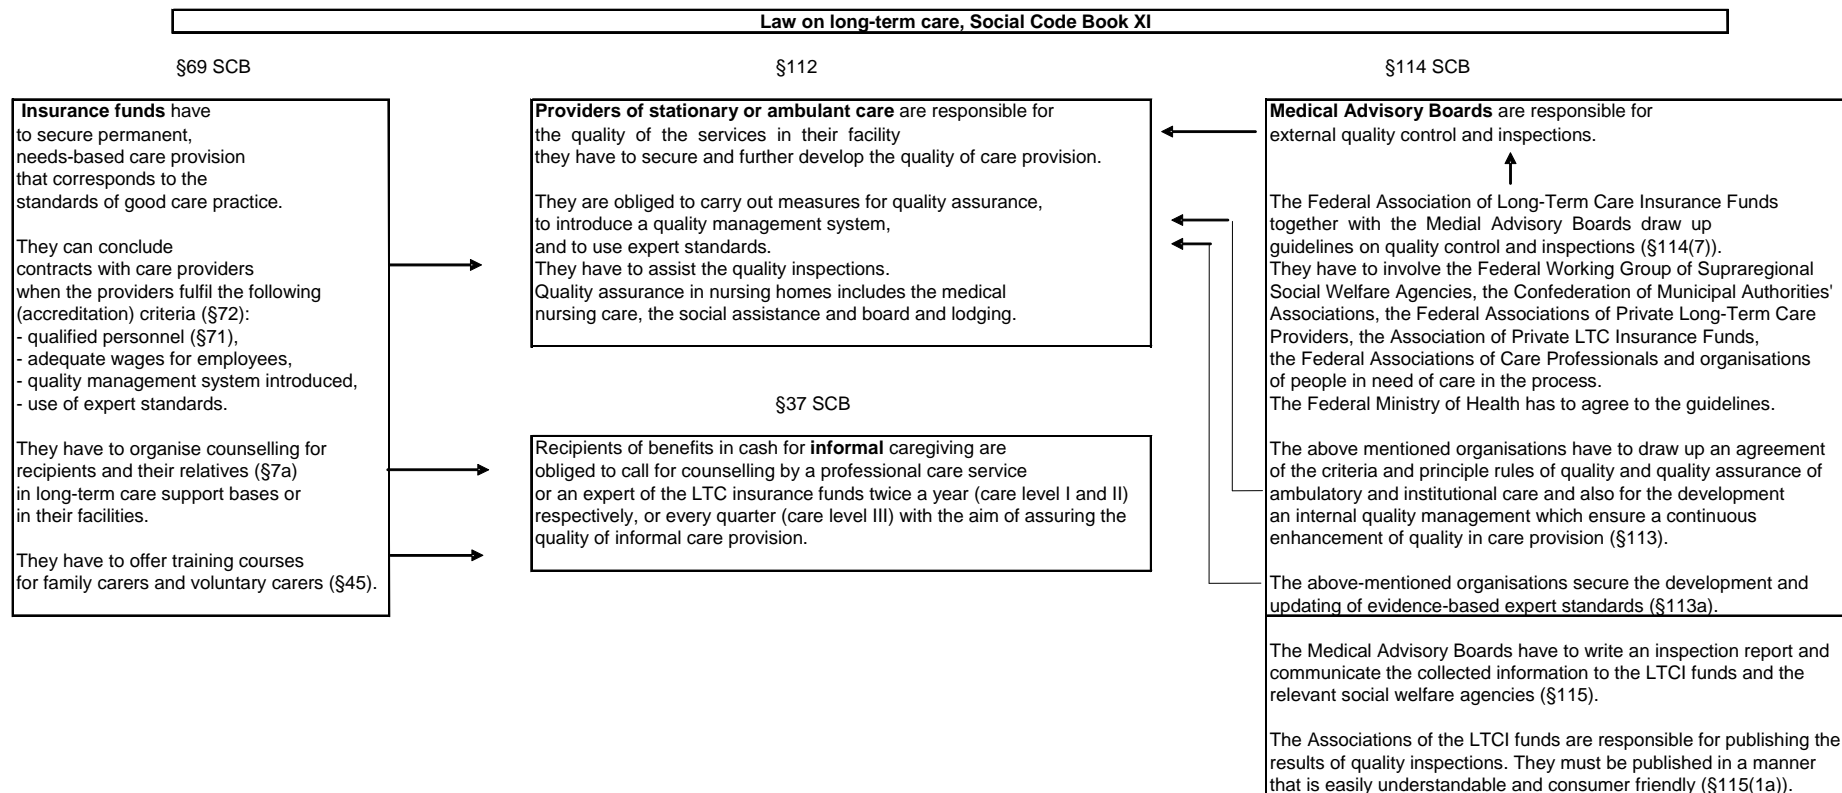 Law on long-term care, Social Code Book XI
§69 SCB
Insurance funds have
to secure permanent,
needs-based care provision
that corresponds to the
standards of good care practice.
They can conclude
contracts with care providers
when the providers fulfil the following
(accreditation) criteria (§72):
- qualified personnel (§71),
- adequate wages for employees,
- quality management system introduced,
- use of expert standards.
They have to organise counselling for
recipients and their relatives (§7a)
in long-term care support bases or
in their facilities.
They have to offer training courses
for family carers and voluntary carers (§45).
§112
Providers of stationary or ambulant care are responsible for
the quality of the services in their facility
they have to secure and further develop the quality of care provision.
They are obliged to carry out measures for quality assurance,
to introduce a quality management system,
and to use expert standards.
They have to assist the quality inspections.
Quality assurance in nursing homes includes the medical
nursing care, the social assistance and board and lodging.
§37 SCB
Recipients of benefits in cash for informal caregiving are
obliged to call for counselling by a professional care service
or an expert of the LTC insurance funds twice a year (care level I and II)
respectively, or every quarter (care level III) with the aim of assuring the
quality of informal care provision.
§114 SCB
Medical Advisory Boards are responsible for
external quality control and inspections.
The Federal Association of Long-Term Care Insurance Funds
together with the Medial Advisory Boards draw up
guidelines on quality control and inspections (§114(7)).
They have to involve the Federal Working Group of Supraregional
Social Welfare Agencies, the Confederation of Municipal Authorities'
Associations, the Federal Associations of Private Long-Term Care
Providers, the Association of Private LTC Insurance Funds,
the Federal Associations of Care Professionals and organisations
of people in need of care in the process.
The Federal Ministry of Health has to agree to the guidelines.
The above mentioned organisations have to draw up an agreement
of the criteria and principle rules of quality and quality assurance of
ambulatory and institutional care and also for the development
an internal quality management which ensure a continuous
enhancement of quality in care provision (§113).
The above-mentioned organisations secure the development and
updating of evidence-based expert standards (§113a).
The Medical Advisory Boards have to write an inspection report and
communicate the collected information to the LTCI funds and the
relevant social welfare agencies (§115).
The Associations of the LTCI funds are responsible for publishing the
results of quality inspections. They must be published in a manner
that is easily understandable and consumer friendly (§115(1a)).